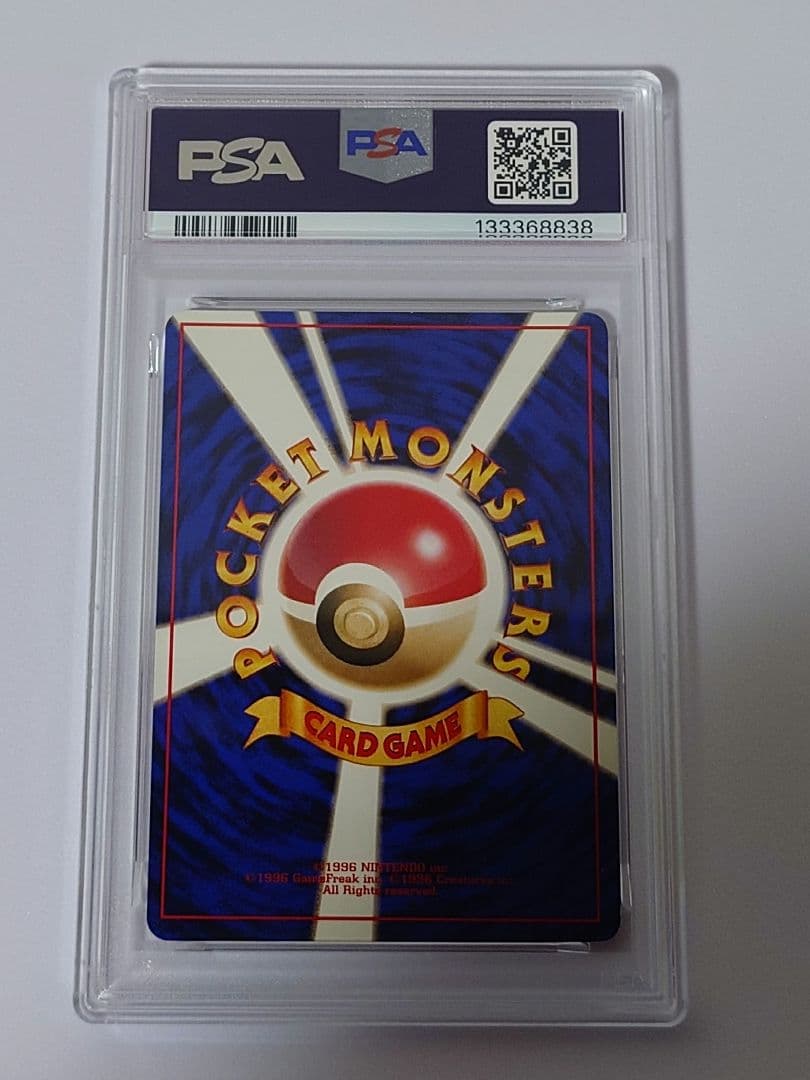 PSA
PSA
133368838
POCKET MONSTERS
CARD GAME
©1996 NINTENDO inc.
©1996 GameFreak inc. ©1996 Creatures inc.
All Rights reserved.